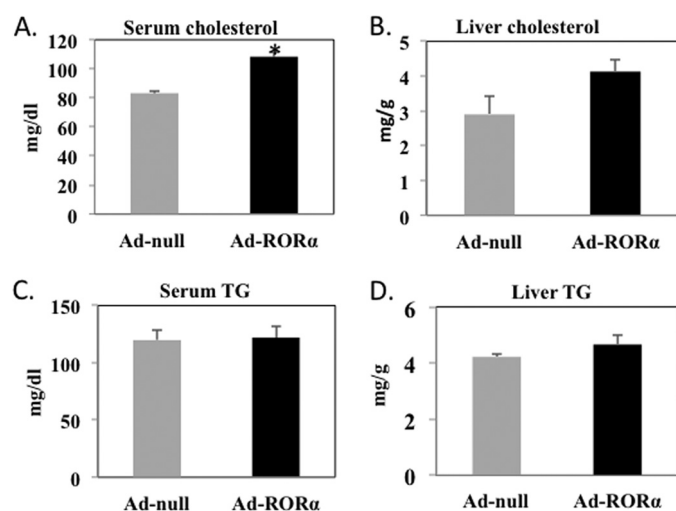 A.
Serum cholesterol
120
100
80
60
40
20
0
mg/dl
*
Ad-null
Ad-RORα
B.
Liver cholesterol
5
4
3
2
1
0
mg/g
Ad-null
Ad-RORα
C.
Serum TG
150
100
50
0
mg/dl
Ad-null
Ad-RORα
D.
Liver TG
6
4
2
0
mg/g
Ad-null
Ad-RORα